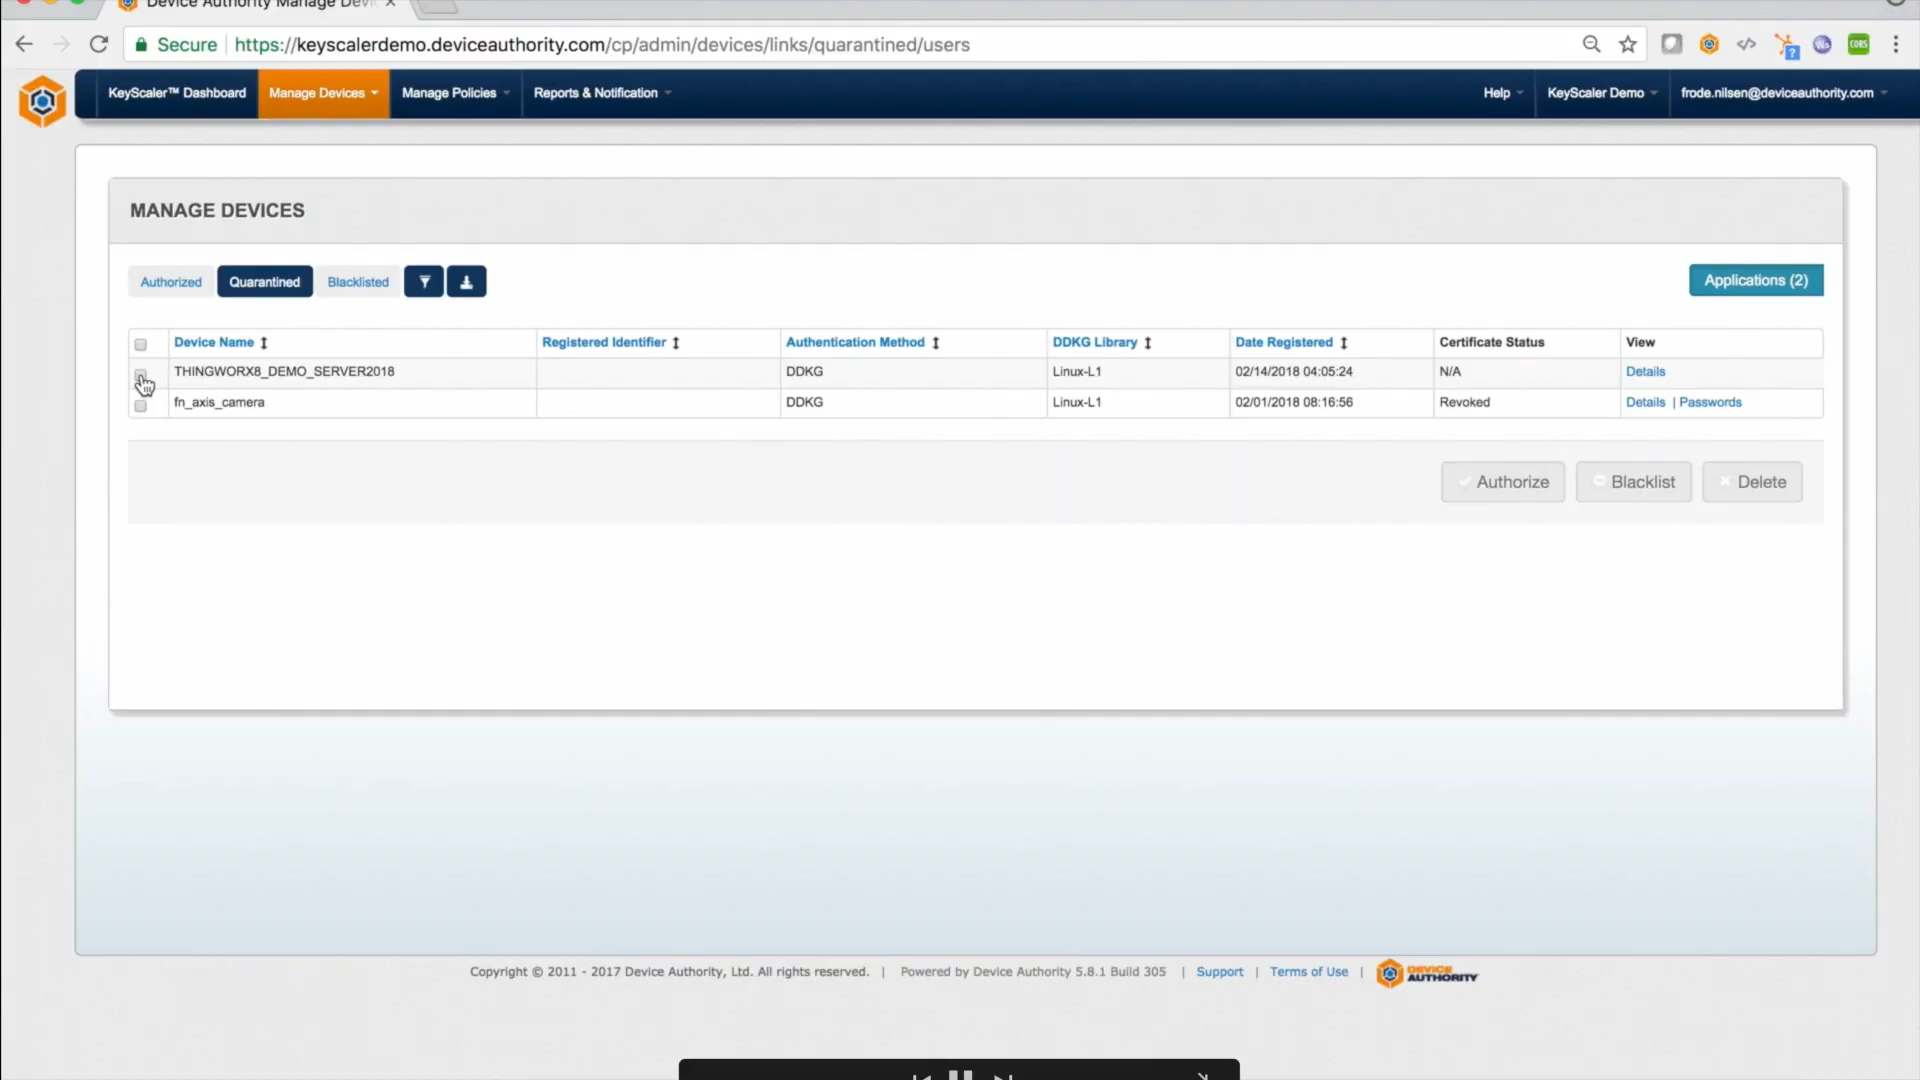 Device Authority Manage Devi
Secure https://keyscalerdemo.deviceauthority.com/cp/admin/devices/links/quarantined/users
CORS
KeyScaler™ Dashboard Manage Devices Manage Policies Reports & Notification Help KeyScaler Demo frode.nilsen@deviceauthority.com
MANAGE DEVICES
Authorized Quarantined Blacklisted Applications (2)
Device Name Registered Identifier Authentication Method DDKG Library Date Registered Certificate Status View
THINGWORX8_DEMO_SERVER2018 DDKG Linux-L1 02/14/2018 04:05:24 N/A Details
fn_axis_camera DDKG Linux-L1 02/01/2018 08:16:56 Revoked Details | Passwords
Authorize Blacklist Delete
Copyright © 2011 - 2017 Device Authority, Ltd. All rights reserved. | Powered by Device Authority 5.8.1 Build 305 | Support | Terms of Use | DEVICE AUTHORITY